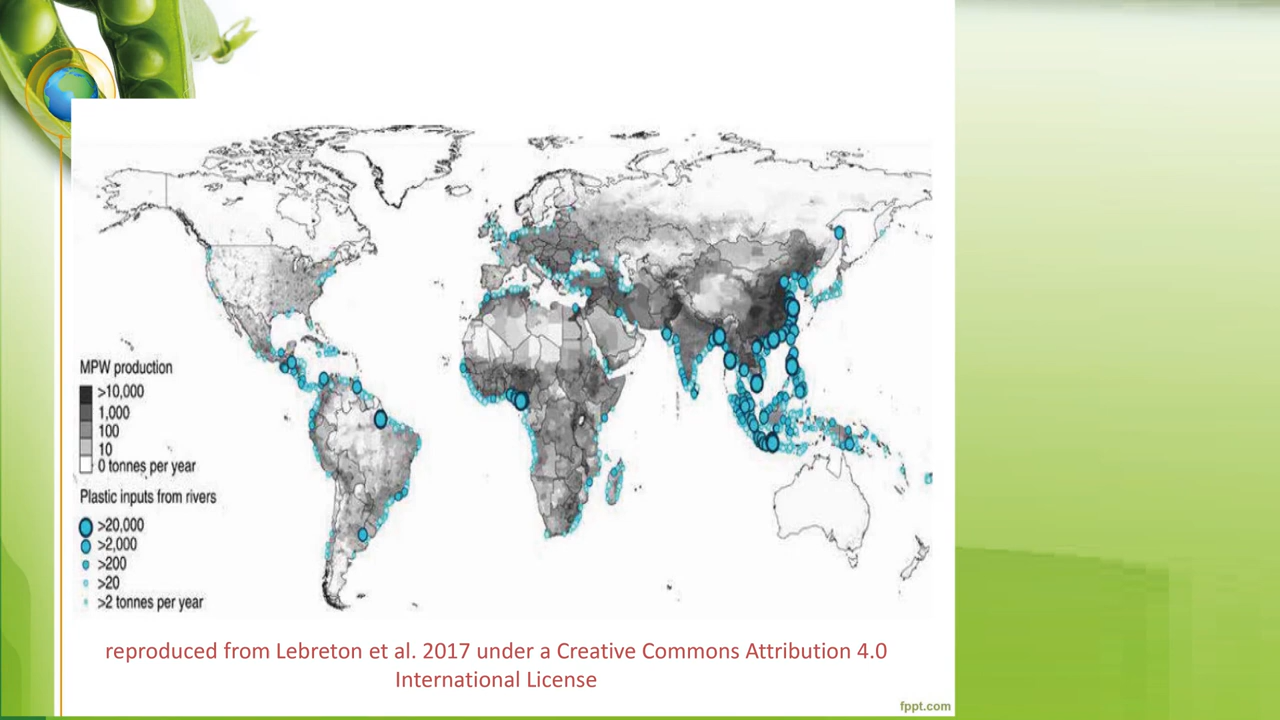 MPW production
>10,000
1,000
100
10
0 tonnes per year
Plastic inputs from rivers
>20,000
>2,000
>200
>20
>2 tonnes per year
reproduced from Lebreton et al. 2017 under a Creative Commons Attribution 4.0
International License
fppt.com